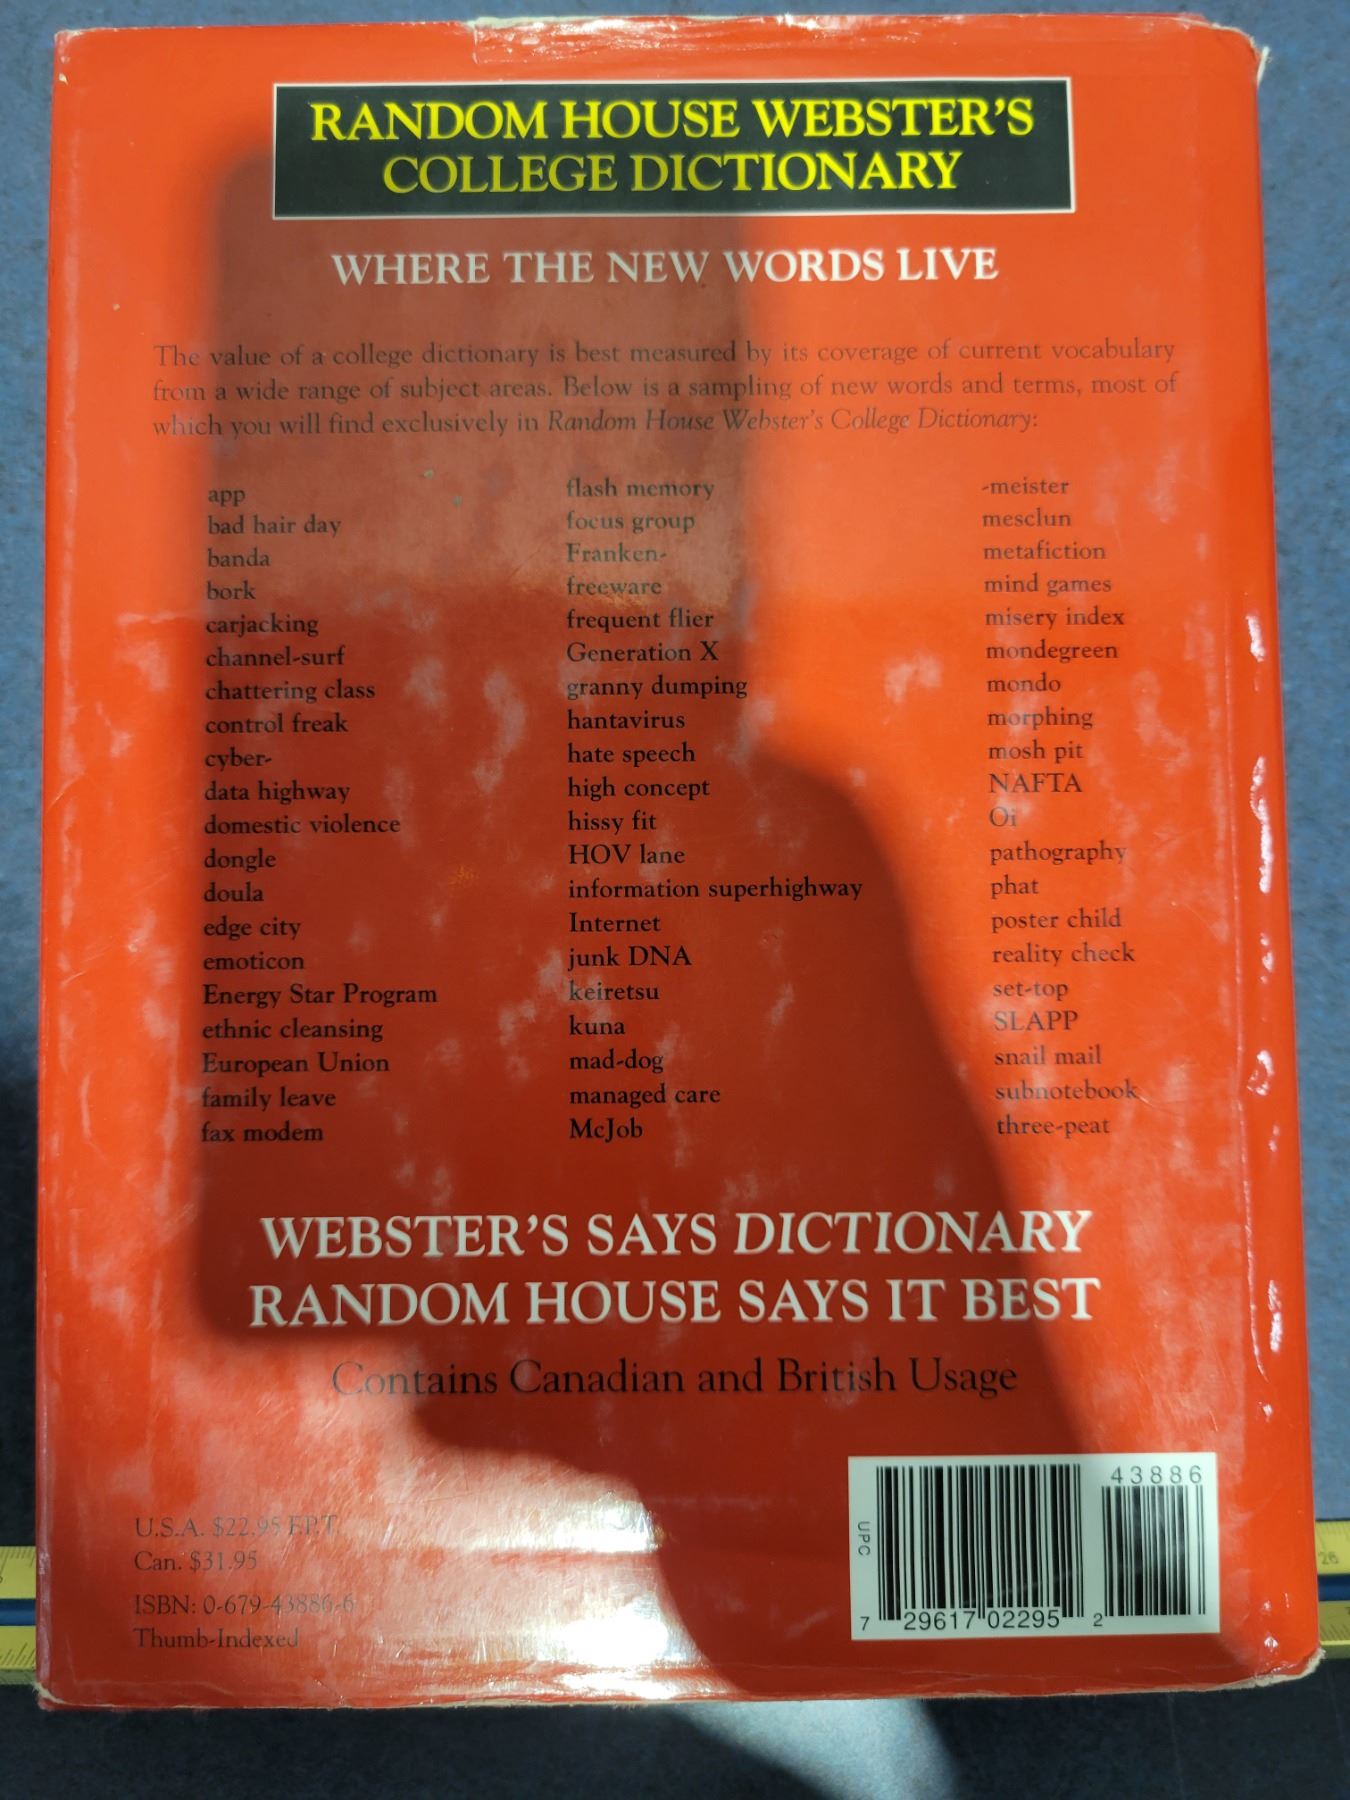 RANDOM HOUSE WEBSTER'S
COLLEGE DICTIONARY
WHERE THE NEW WORDS LIVE
The value of a college dictionary is best measured by its coverage of current vocabulary
from a wide range of subject areas. Below is a sampling of new words and terms, most of
which you will find exclusively in Random House Webster's College Dictionary:
app
bad hair day
banda
bork
carjacking
channel-surf
chattering class
control freak
cyber-
data highway
domestic violence
dongle
doula
edge city
emoticon
Energy Star Program
ethnic cleansing
European Union
family leave
fax modem
flash memory
focus group
Franken-
freeware
frequent flier
Generation X
granny dumping
hantavirus
hate speech
high concept
hissy fit
HOV lane
information superhighway
Internet
junk DNA
keiretsu
kuna
mad-dog
managed care
McJob
-meister
mesclun
metafiction
mind games
misery index
mondegreen
mondo
morphing
mosh pit
NAFTA
Oi
pathography
phat
poster child
reality check
set-top
SLAPP
snail mail
subnotebook
three-peat
WEBSTER'S SAYS DICTIONARY
RANDOM HOUSE SAYS IT BEST
Contains Canadian and British Usage
U.S.A. $22.95 F.P.T.
Can. $31.95
ISBN: 0-679-43886-6
Thumb-Indexed
43886
UPC
7 29617 02295 2
26